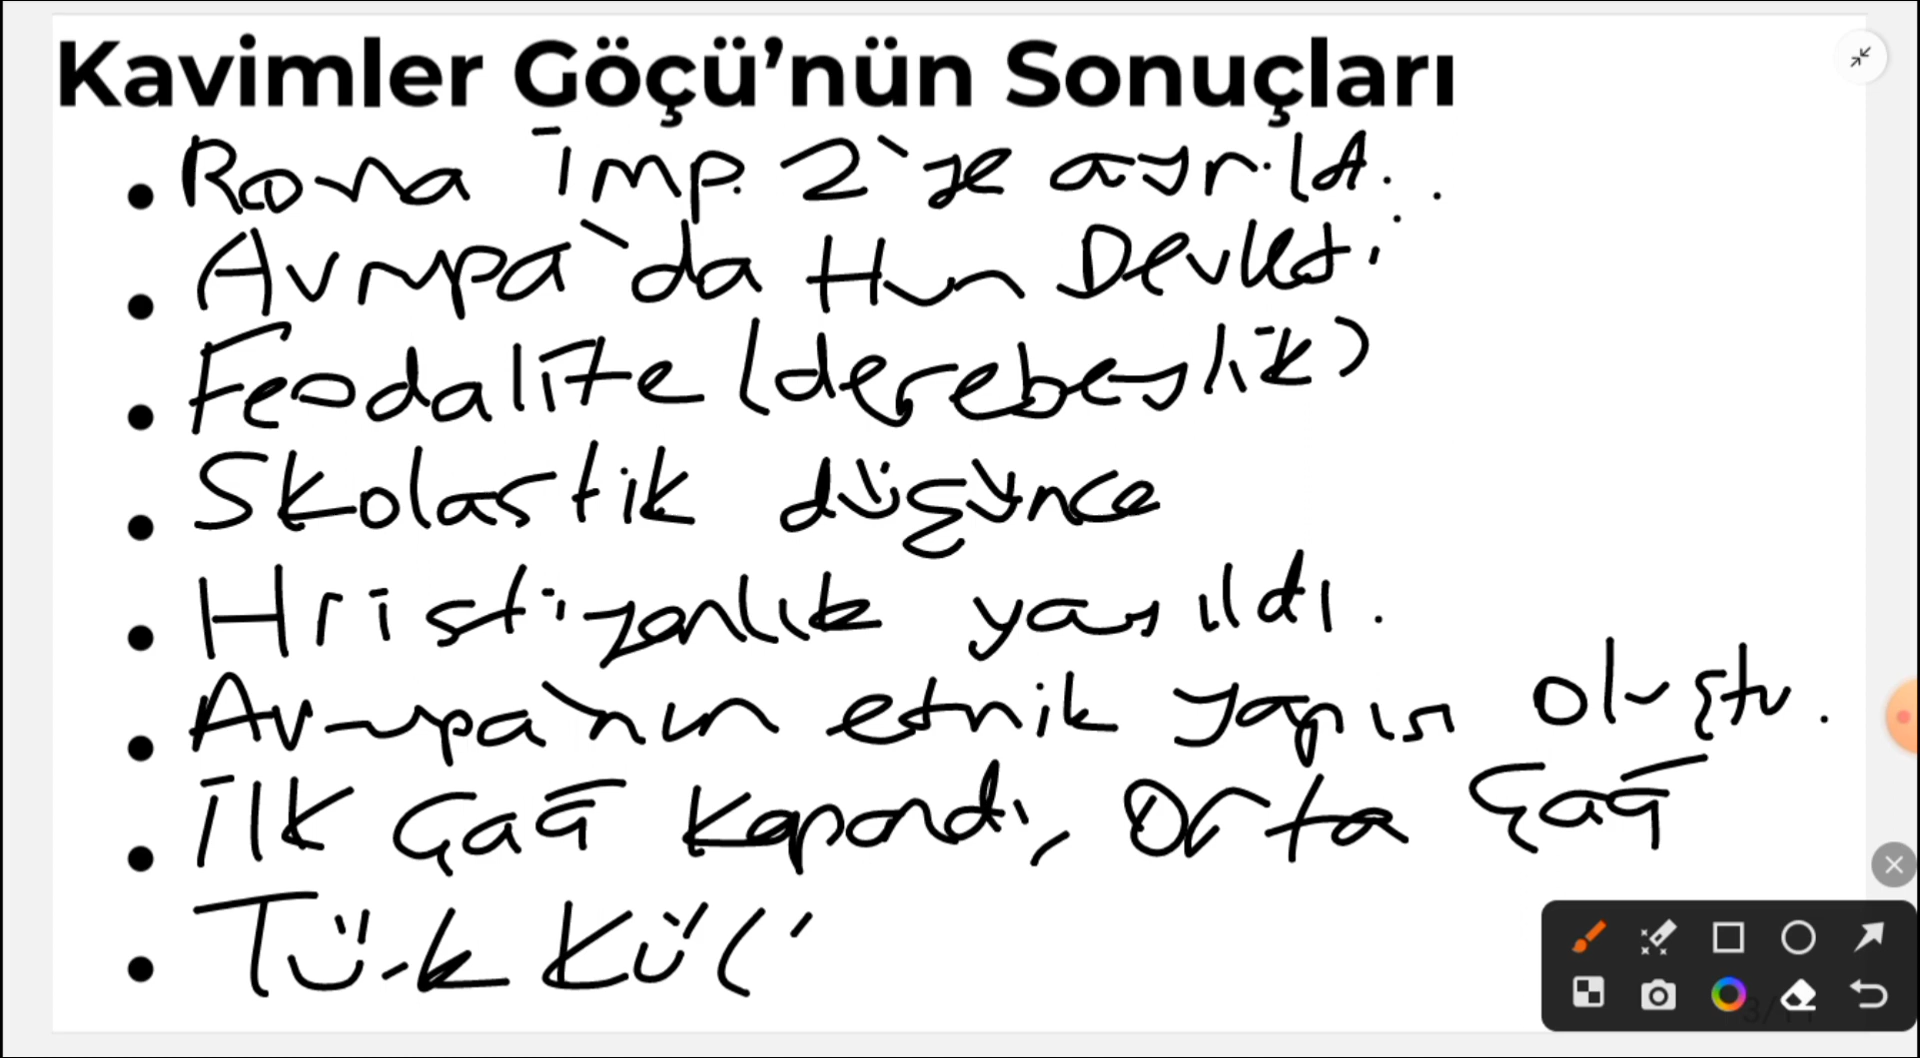 Kavimler Göçü'nün Sonuçları
• Roma İmp. 2'ye ayrıldı.
• Avrupa'da Hun Devleti
• Feodalite (derebeylik)
• Skolastik düşünce
• Hristiyanlık yayıldı.
• Avrupa'nın etnik yapısı oluştu.
• İlk Çağ kapandı, Orta Çağ
• Türk Kül